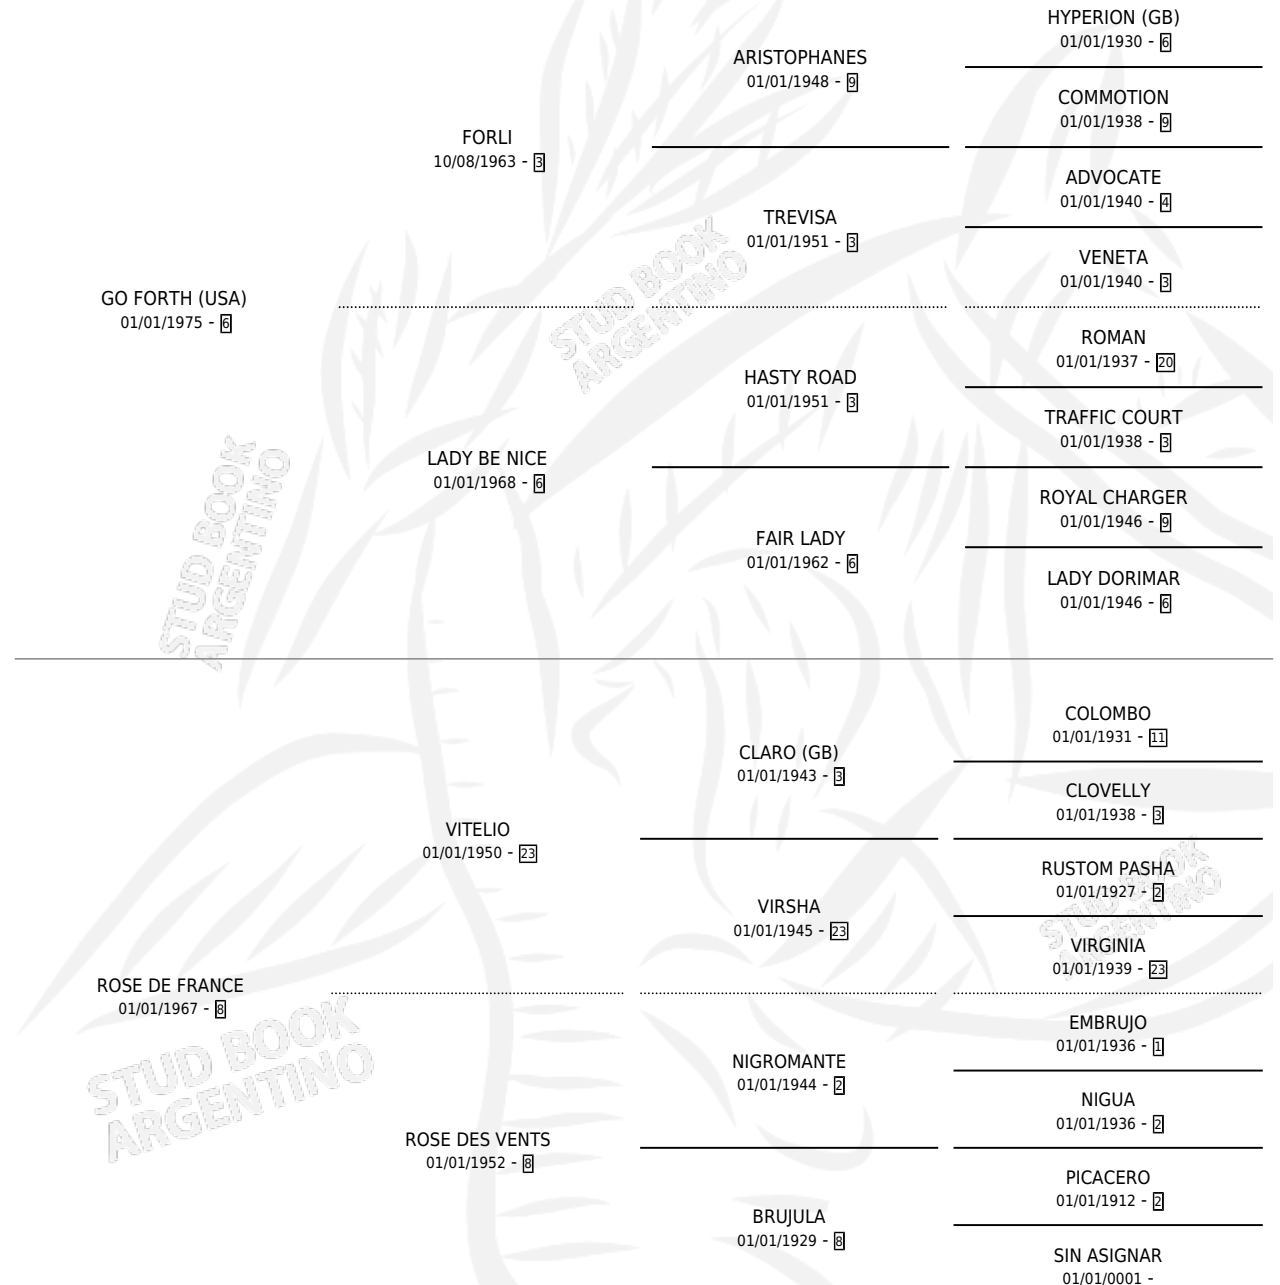 HYPERION (GB)
01/01/1930 - 6
ARISTOPHANES
01/01/1948 - 9
COMMOTION
01/01/1938 - 9
FORLI
10/08/1963 - 3
ADVOCATE
01/01/1940 - 4
TREVISA
01/01/1951 - 3
VENETA
01/01/1940 - 3
GO FORTH (USA)
01/01/1975 - 6
ROMAN
01/01/1937 - 20
HASTY ROAD
01/01/1951 - 3
TRAFFIC COURT
01/01/1938 - 3
LADY BE NICE
01/01/1968 - 6
ROYAL CHARGER
01/01/1946 - 9
FAIR LADY
01/01/1962 - 6
LADY DORIMAR
01/01/1946 - 6
COLOMBO
01/01/1931 - 11
CLARO (GB)
01/01/1943 - 3
CLOVELLY
01/01/1938 - 3
VITELIO
01/01/1950 - 23
RUSTOM PASHA
01/01/1927 - 2
VIRSHA
01/01/1945 - 23
VIRGINIA
01/01/1939 - 23
ROSE DE FRANCE
01/01/1967 - 8
EMBRUJO
01/01/1936 - 1
NIGROMANTE
01/01/1944 - 2
NIGUA
01/01/1936 - 2
ROSE DES VENTS
01/01/1952 - 8
PICACERO
01/01/1912 - 2
BRUJULA
01/01/1929 - 8
SIN ASIGNAR
01/01/0001 -
STUD BOOK
ARGENTINO
STUD BOOK
ARGENTINO
STUD BOOK
ARGENTINO
STUD BOOK
ARGENTINO